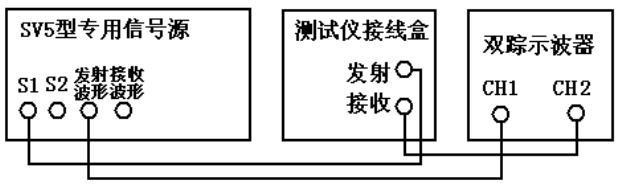 SV5型专用信号源
S1 S2 发射波形 接收波形
测试仪接线盒
发射
接收
双踪示波器
CH1 CH2